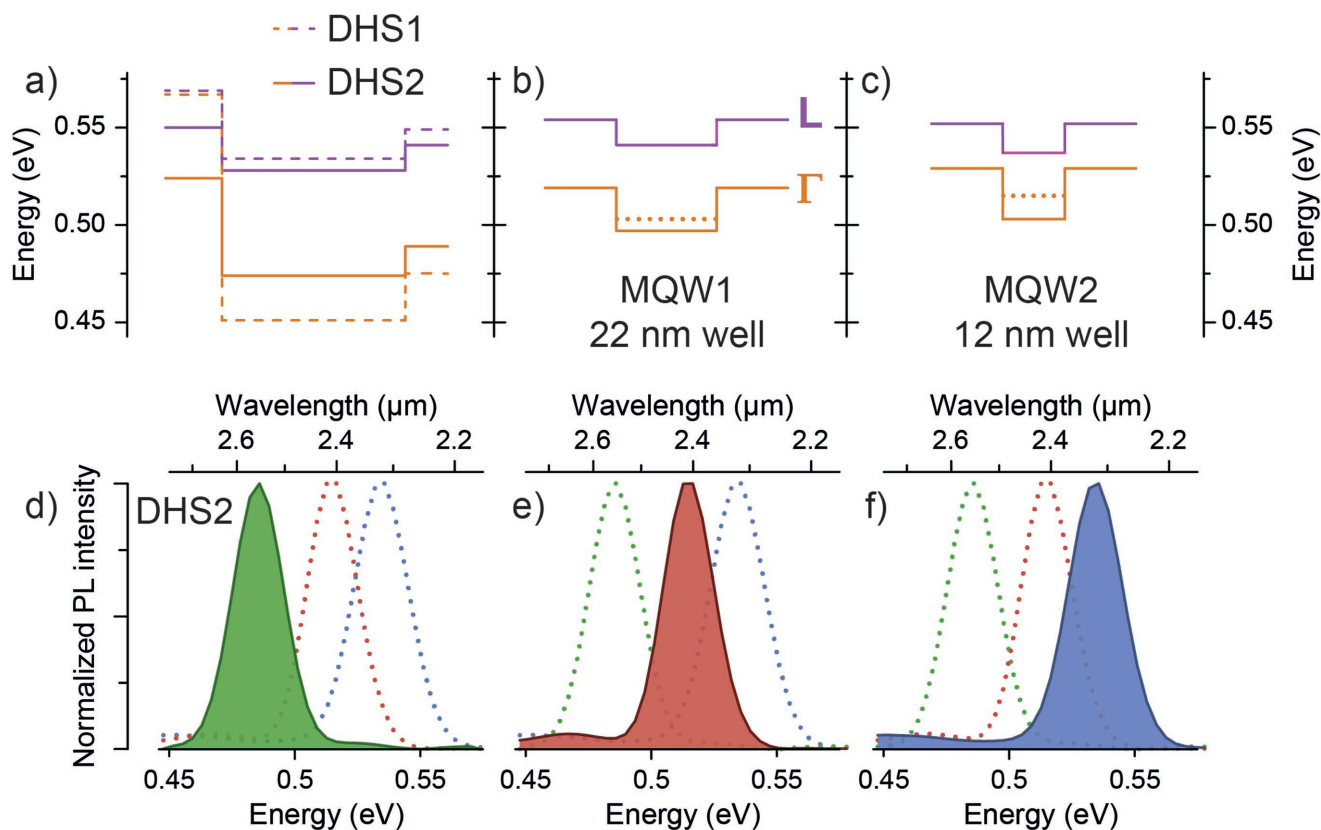 DHS1
DHS2
a)
b)
c)
Energy (eV)
0.55
0.50
0.45
L
Γ
MQW1
22 nm well
MQW2
12 nm well
0.55
0.50
0.45
Energy (eV)
Wavelength (µm)
Wavelength (µm)
Wavelength (µm)
2.6 2.4 2.2
2.6 2.4 2.2
2.6 2.4 2.2
d)
DHS2
e)
f)
Normalized PL intensity
0.45 0.5 0.55
0.45 0.5 0.55
0.45 0.5 0.55
Energy (eV)
Energy (eV)
Energy (eV)